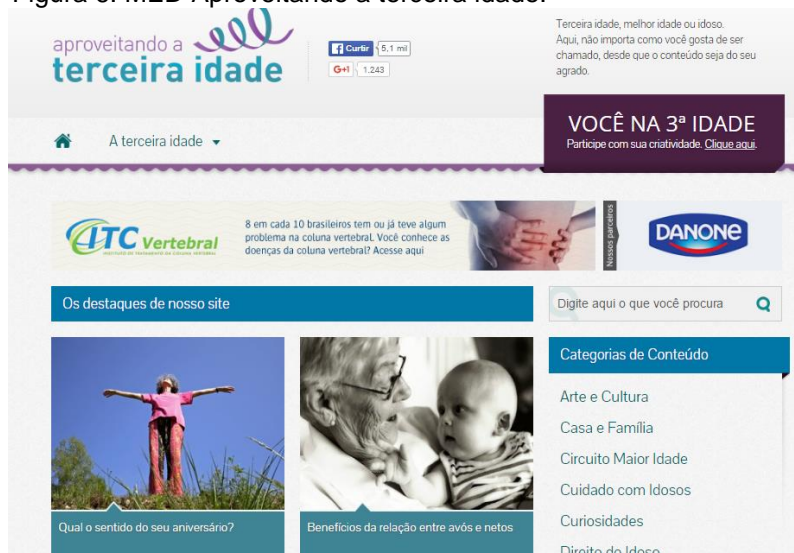 aproveitando a
terceira idade
Curtir 5,1 mil
G+1 1.243
Terceira idade, melhor idade ou idoso.
Aqui, não importa como você gosta de ser
chamado, desde que o conteúdo seja do seu
agrado.
VOCÊ NA 3ª IDADE
Participe com sua criatividade. Clique aqui.
A terceira idade
ITC Vertebral
8 em cada 10 brasileiros tem ou já teve algum
problema na coluna vertebral. Você conhece as
doenças da coluna vertebral? Acesse aqui
Nossos parceiros
DANONE
Os destaques de nosso site
Digite aqui o que você procura
Categorias de Conteúdo
Arte e Cultura
Casa e Família
Circuito Maior Idade
Cuidado com Idosos
Curiosidades
Direito do Idoso
Qual o sentido do seu aniversário?
Benefícios da relação entre avós e netos